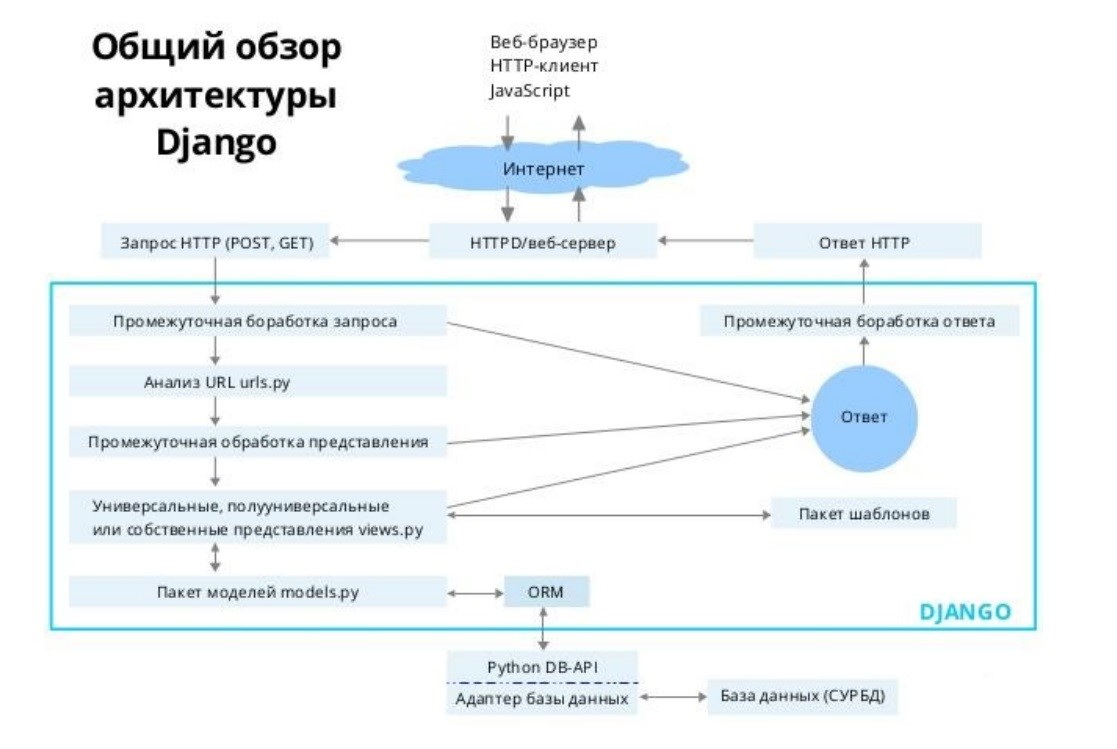 Общий обзор
архитектуры
Django
Веб-браузер
HTTP-клиент
JavaScript
Интернет
Запрос HTTP (POST, GET)
HTTPD/веб-сервер
Ответ HTTP
Промежуточная боработка запроса
Промежуточная боработка ответа
Анализ URL urls.py
Ответ
Промежуточная обработка представления
Универсальные, полууниверсальные
или собственные представления views.py
Пакет шаблонов
Пакет моделей models.py
ORM
DJANGO
Python DB-API
Адаптер базы данных
База данных (СУРБД)